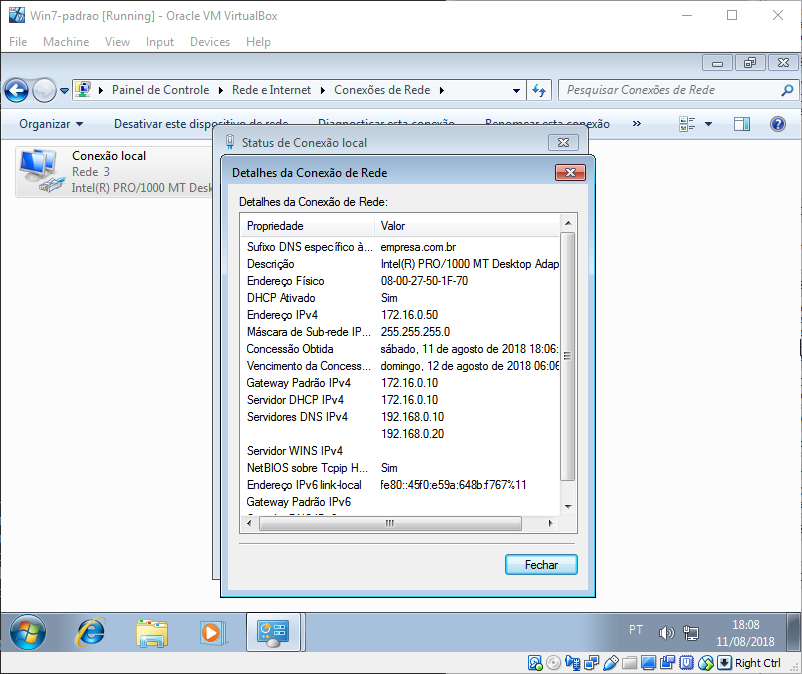 Win7-padrao [Running] - Oracle VM VirtualBox
File Machine View Input Devices Help
Painel de Controle Rede e Internet Conexões de Rede
Pesquisar Conexões de Rede
Organizar Desativar este dispositivo de rede Diagnosticar esta conexão Renomear esta conexão »
Conexão local
Rede 3
Intel(R) PRO/1000 MT Desk
Status de Conexão local
Detalhes da Conexão de Rede
Detalhes da Conexão de Rede:
Propriedade Valor
Sufixo DNS específico à... empresa.com.br
Descrição Intel(R) PRO/1000 MT Desktop Adap
Endereço Físico 08-00-27-50-1F-70
DHCP Ativado Sim
Endereço IPv4 172.16.0.50
Máscara de Sub-rede IP... 255.255.255.0
Concessão Obtida sábado, 11 de agosto de 2018 18:06:
Vencimento da Concess... domingo, 12 de agosto de 2018 06:06
Gateway Padrão IPv4 172.16.0.10
Servidor DHCP IPv4 172.16.0.10
Servidores DNS IPv4 192.168.0.10
192.168.0.20
Servidor WINS IPv4
NetBIOS sobre Tcpip H... Sim
Endereço IPv6 link-local fe80::45f0:e59a:648b:f767%11
Gateway Padrão IPv6
Fechar
PT 18:08
11/08/2018
Right Ctrl